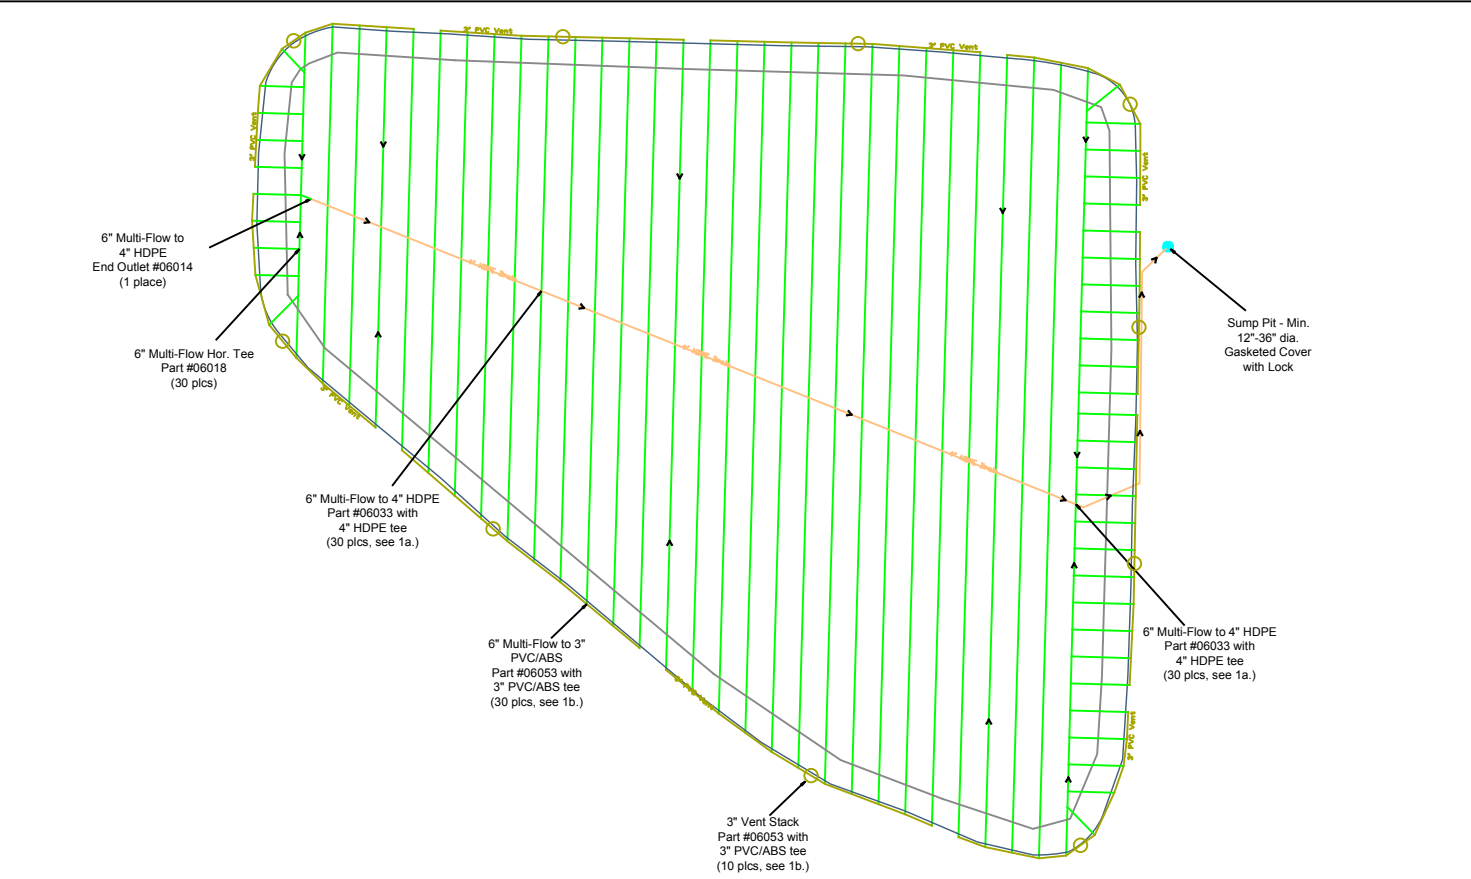 3" PVC Vent
3" PVC Vent
3" PVC Vent
3" PVC Vent
6" Multi-Flow to
4" HDPE
End Outlet #06014
(1 place)
Sump Pit - Min.
12"-36" dia.
Gasketed Cover
with Lock
6" Multi-Flow Hor. Tee
Part #06018
(30 plcs)
3" PVC Vent
6" Multi-Flow to 4" HDPE
Part #06033 with
4" HDPE tee
(30 plcs, see 1a.)
6" Multi-Flow to 3"
PVC/ABS
Part #06053 with
3" PVC/ABS tee
(30 plcs, see 1b.)
6" Multi-Flow to 4" HDPE
Part #06033 with
4" HDPE tee
(30 plcs, see 1a.)
3" PVC Vent
3" PVC Vent
3" Vent Stack
Part #06053 with
3" PVC/ABS tee
(10 plcs, see 1b.)